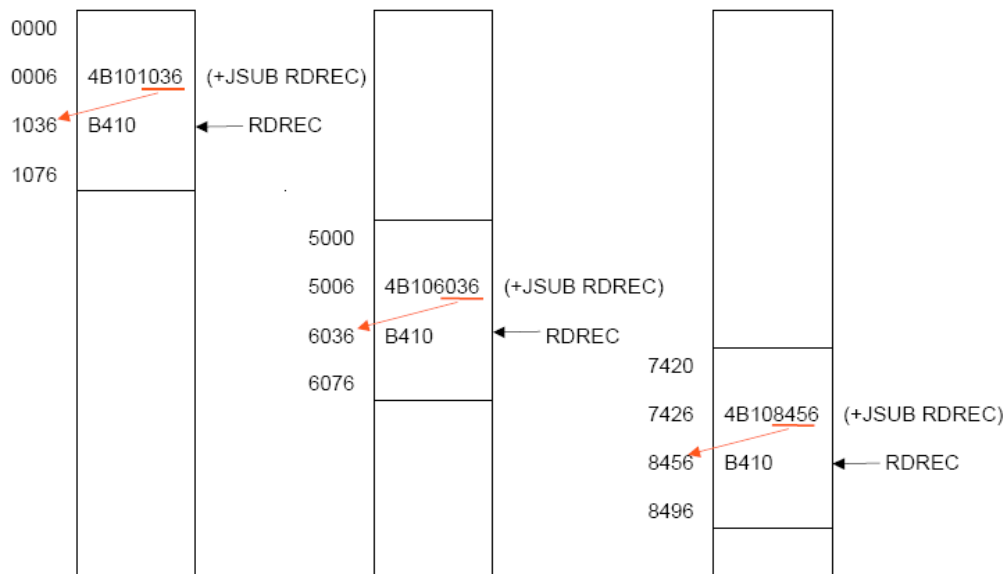 0000
0006 4B101036 (+JSUB RDREC)
1036 B410 RDREC
1076
5000
5006 4B106036 (+JSUB RDREC)
6036 B410 RDREC
6076
7420
7426 4B108456 (+JSUB RDREC)
8456 B410 RDREC
8496